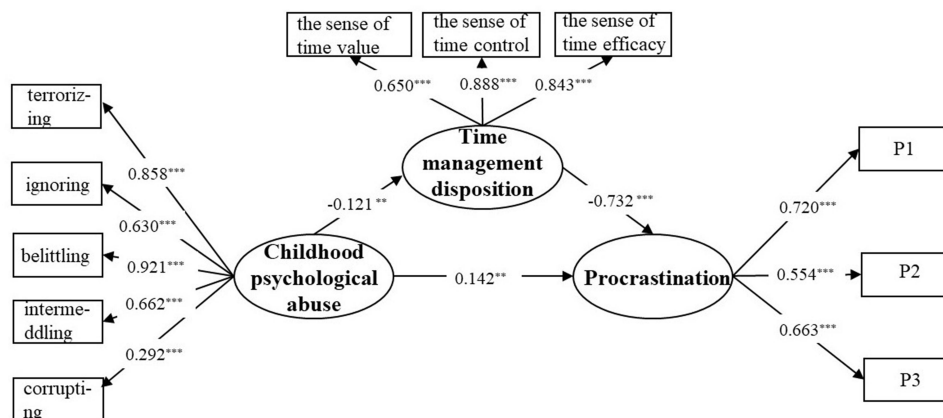 the sense of
time value
the sense of
time control
the sense of
time efficacy
0.650***
0.888***
0.843***
terroriz-
ing
ignoring
belittling
interme-
ddling
corrupti-
ng
0.858***
0.630***
0.921***
0.662***
0.292***
Time
management
disposition
-0.121 **
-0.732 ***
Childhood
psychological
abuse
0.142**
Procrastination
0.720***
0.554***
0.663***
P1
P2
P3